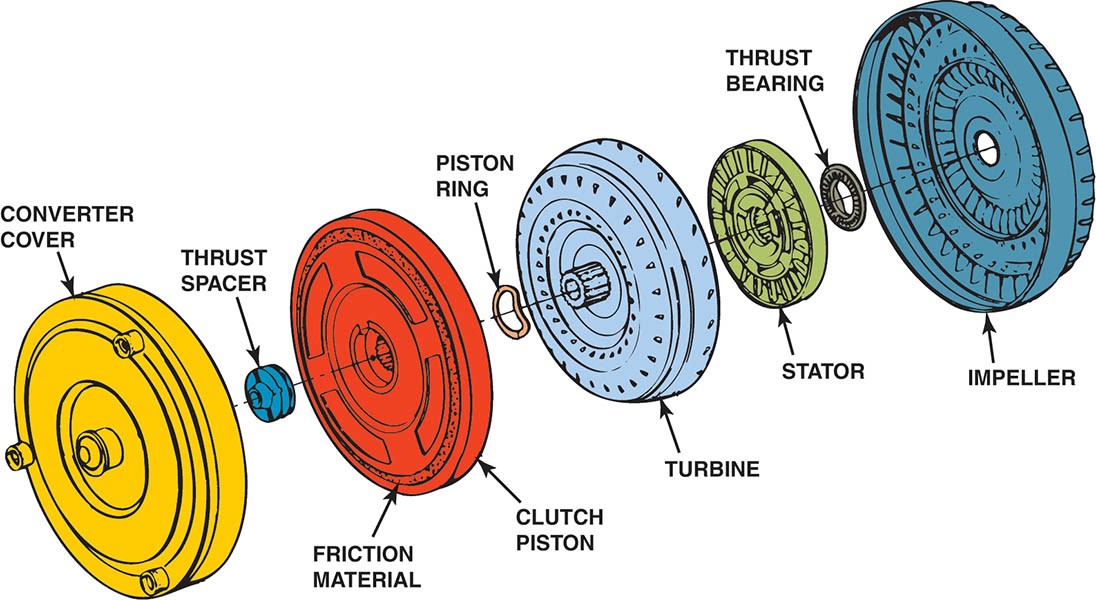 THRUST
BEARING
PISTON
RING
CONVERTER
COVER
THRUST
SPACER
STATOR
IMPELLER
TURBINE
CLUTCH
PISTON
FRICTION
MATERIAL